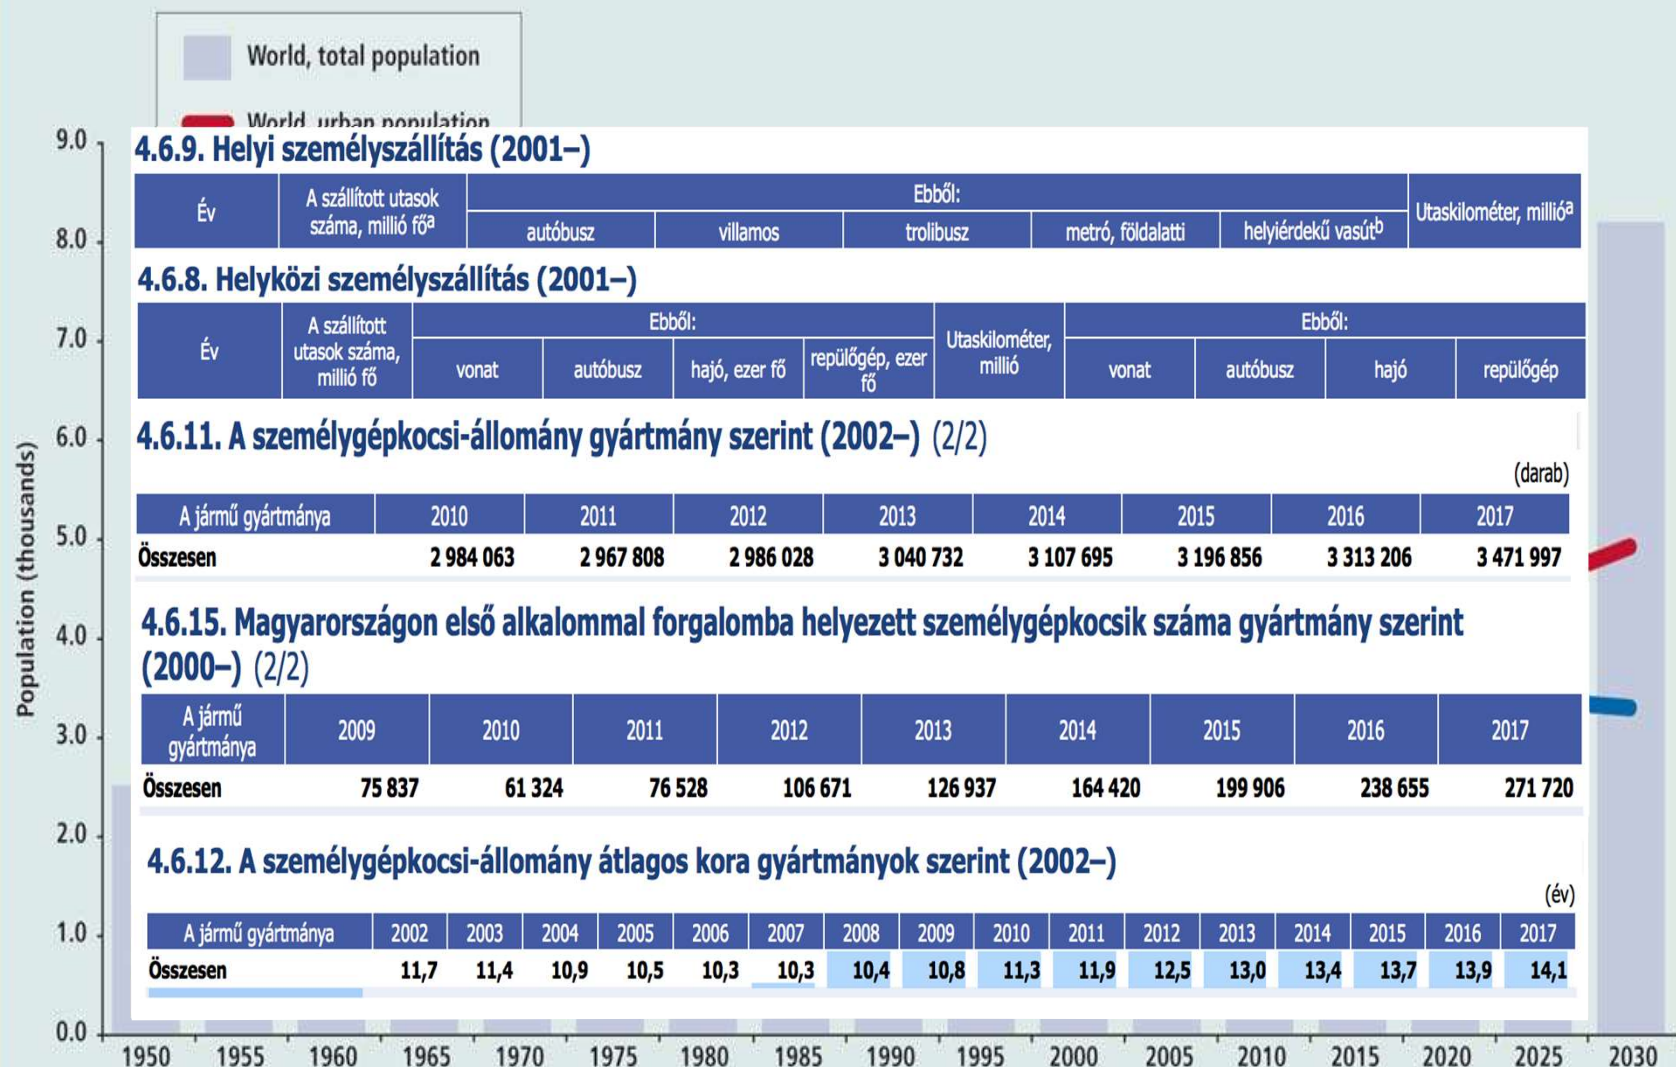 World, total population
World, urban population
9.0
8.0
7.0
6.0
5.0
4.0
3.0
2.0
1.0
0.0
Population (thousands)
4.6.9. Helyi személyszállítás (2001–)
Év
A szállított utasok
száma, millió főa
Ebből:
autóbusz villamos trolibusz metró, földalatti helyiérdekű vasútb
Utaskilométer, millióa
4.6.8. Helyközi személyszállítás (2001–)
Év
A szállított
utasok száma,
millió fő
Ebből:
vonat autóbusz hajó, ezer fő repülőgép, ezer
fő
Utaskilométer,
millió
Ebből:
vonat autóbusz hajó repülőgép
4.6.11. A személygépkocsi-állomány gyártmány szerint (2002–) (2/2)
(darab)
A jármű gyártmánya 2010 2011 2012 2013 2014 2015 2016 2017
Összesen 2 984 063 2 967 808 2 986 028 3 040 732 3 107 695 3 196 856 3 313 206 3 471 997
4.6.15. Magyarországon első alkalommal forgalomba helyezett személygépkocsik száma gyártmány szerint
(2000–) (2/2)
A jármű
gyártmánya
2009 2010 2011 2012 2013 2014 2015 2016 2017
Összesen 75 837 61 324 76 528 106 671 126 937 164 420 199 906 238 655 271 720
4.6.12. A személygépkocsi-állomány átlagos kora gyártmányok szerint (2002–)
(év)
A jármű gyártmánya 2002 2003 2004 2005 2006 2007 2008 2009 2010 2011 2012 2013 2014 2015 2016 2017
Összesen 11,7 11,4 10,9 10,5 10,3 10,3 10,4 10,8 11,3 11,9 12,5 13,0 13,4 13,7 13,9 14,1
1950 1955 1960 1965 1970 1975 1980 1985 1990 1995 2000 2005 2010 2015 2020 2025 2030